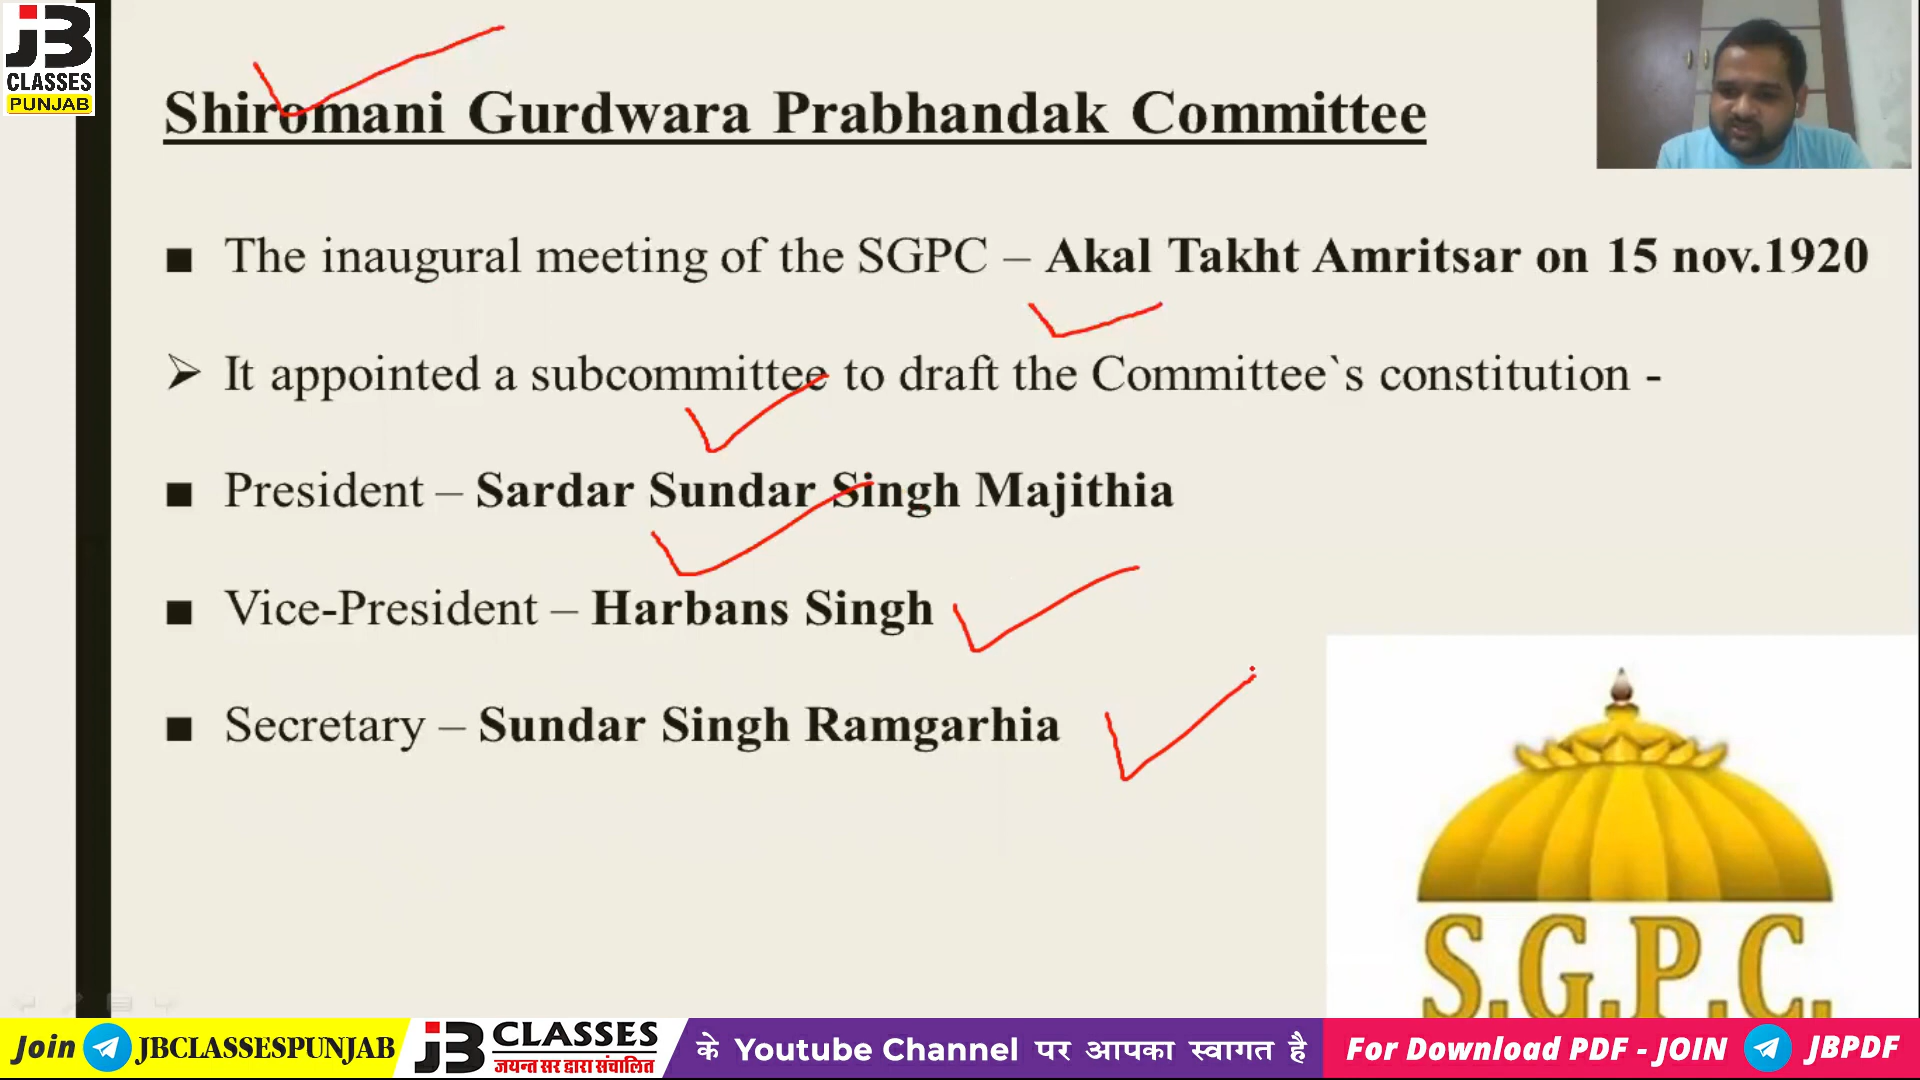 JB
CLASSES
PUNJAB
Shiromani Gurdwara Prabhandak Committee
■ The inaugural meeting of the SGPC – Akal Takht Amritsar on 15 nov.1920
➢ It appointed a subcommittee to draft the Committee`s constitution -
■ President – Sardar Sundar Singh Majithia
■ Vice-President – Harbans Singh
■ Secretary – Sundar Singh Ramgarhia
S.G.P.C.
Join JBCLASSESPUNJAB
JB CLASSES
जयन्त सर द्वारा संचालित
के Youtube Channel पर आपका स्वागत है
For Download PDF - JOIN JBPDF